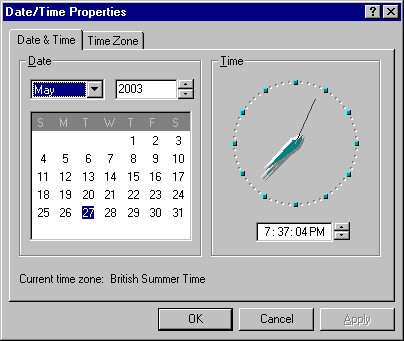 Date/Time Properties
Date & Time
Time Zone
Date
May
2003
S M T W T F S
1 2 3
4 5 6 7 8 9 10
11 12 13 14 15 16 17
18 19 20 21 22 23 24
25 26 27 28 29 30 31
Time
7:37:04 PM
Current time zone: British Summer Time
OK
Cancel
Apply